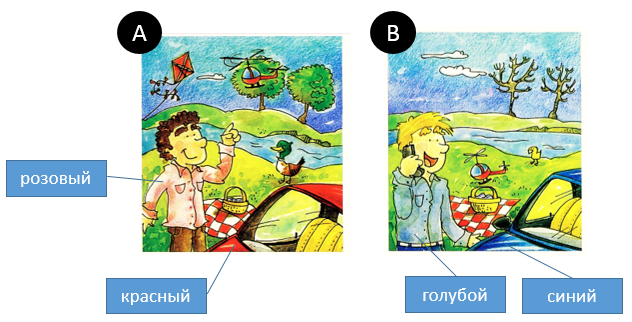 A
B
розовый
красный
голубой
синий